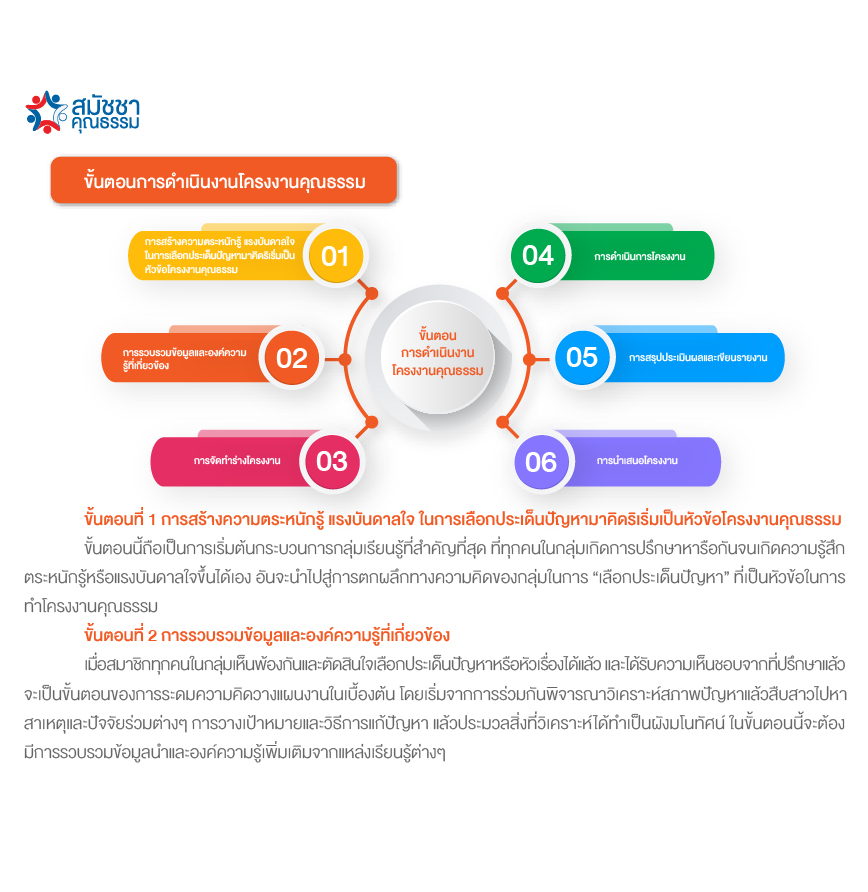 สมัชชา
คุณธรรม
ขั้นตอนการดำเนินงานโครงงานคุณธรรม
การสร้างความตระหนักรู้ แรงบันดาลใจ
ในการเลือกประเด็นปัญหามาคิดริเริ่มเป็น
หัวข้อโครงงานคุณธรรม
01
การรวบรวมข้อมูลและองค์ความ
รู้ที่เกี่ยวข้อง
02
การจัดทำร่างโครงงาน
03
ขั้นตอน
การดำเนินงาน
โครงงานคุณธรรม
04
การดำเนินการโครงงาน
05
การสรุปประเมินผลและเขียนรายงาน
06
การนำเสนอโครงงาน
ขั้นตอนที่ 1 การสร้างความตระหนักรู้ แรงบันดาลใจ ในการเลือกประเด็นปัญหามาคิดริเริ่มเป็นหัวข้อโครงงานคุณธรรม
ขั้นตอนนี้ถือเป็นการเริ่มต้นกระบวนการกลุ่มเรียนรู้ที่สำคัญที่สุด ที่ทุกคนในกลุ่มเกิดการปรึกษาหารือกันจนเกิดความรู้สึก
ตระหนักรู้หรือแรงบันดาลใจขึ้นได้เอง อันจะนำไปสู่การตกผลึกทางความคิดของกลุ่มในการ “เลือกประเด็นปัญหา” ที่เป็นหัวข้อในการ
ทำโครงงานคุณธรรม
ขั้นตอนที่ 2 การรวบรวมข้อมูลและองค์ความรู้ที่เกี่ยวข้อง
เมื่อสมาชิกทุกคนในกลุ่มเห็นพ้องกันและตัดสินใจเลือกประเด็นปัญหาหรือหัวเรื่องได้แล้ว และได้รับความเห็นชอบจากที่ปรึกษาแล้ว
จะเป็นขั้นตอนของการระดมความคิดวางแผนงานในเบื้องต้น โดยเริ่มจากการร่วมกันพิจารณาวิเคราะห์สภาพปัญหาแล้วสืบสาวไปหา
สาเหตุและปัจจัยร่วมต่างๆ การวางเป้าหมายและวิธีการแก้ปัญหา แล้วประมวลสิ่งที่วิเคราะห์ได้ทำเป็นผังมโนทัศน์ ในขั้นตอนนี้จะต้อง
มีการรวบรวมข้อมูลนำและองค์ความรู้เพิ่มเติมจากแหล่งเรียนรู้ต่างๆ